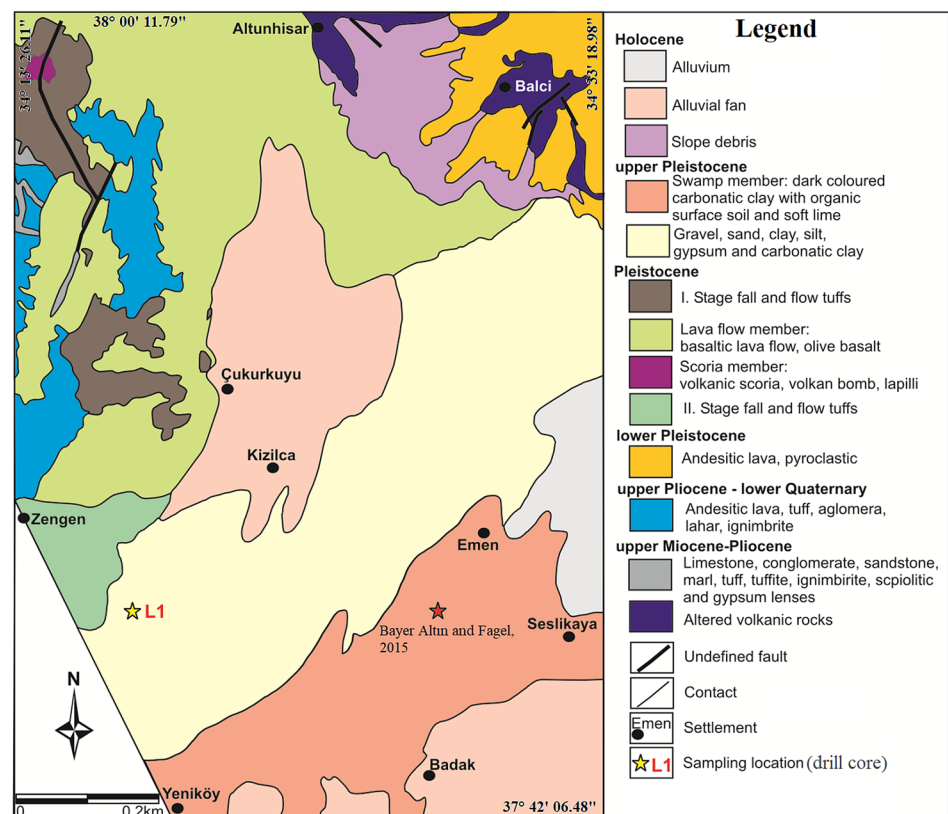 38° 00' 11.79"
34° 13' 26.11"
34° 53' 18.98"
Altunhisar
Balci
Çukurkuyu
Kizilca
Zengen
Emen
L1
Bayer Altın and Fagel,
2015
Seslikaya
N
Badak
Yeniköy
0
0.2km
37° 42' 06.48"
Legend
Holocene
Alluvium
Alluvial fan
Slope debris
upper Pleistocene
Swamp member: dark coloured
carbonatic clay with organic
surface soil and soft lime
Gravel, sand, clay, silt,
gypsum and carbonatic clay
Pleistocene
I. Stage fall and flow tuffs
Lava flow member:
basaltic lava flow, olive basalt
Scoria member:
volkanic scoria, volkan bomb, lapilli
II. Stage fall and flow tuffs
lower Pleistocene
Andesitic lava, pyroclastic
upper Pliocene - lower Quaternary
Andesitic lava, tuff, aglomera,
lahar, ignimbrite
upper Miocene-Pliocene
Limestone, conglomerate, sandstone,
marl, tuff, tuffite, ignimbirite, scpiolitic
and gypsum lenses
Altered volkanic rocks
Undefined fault
Contact
Emen
Settlement
L1
Sampling location (drill core)